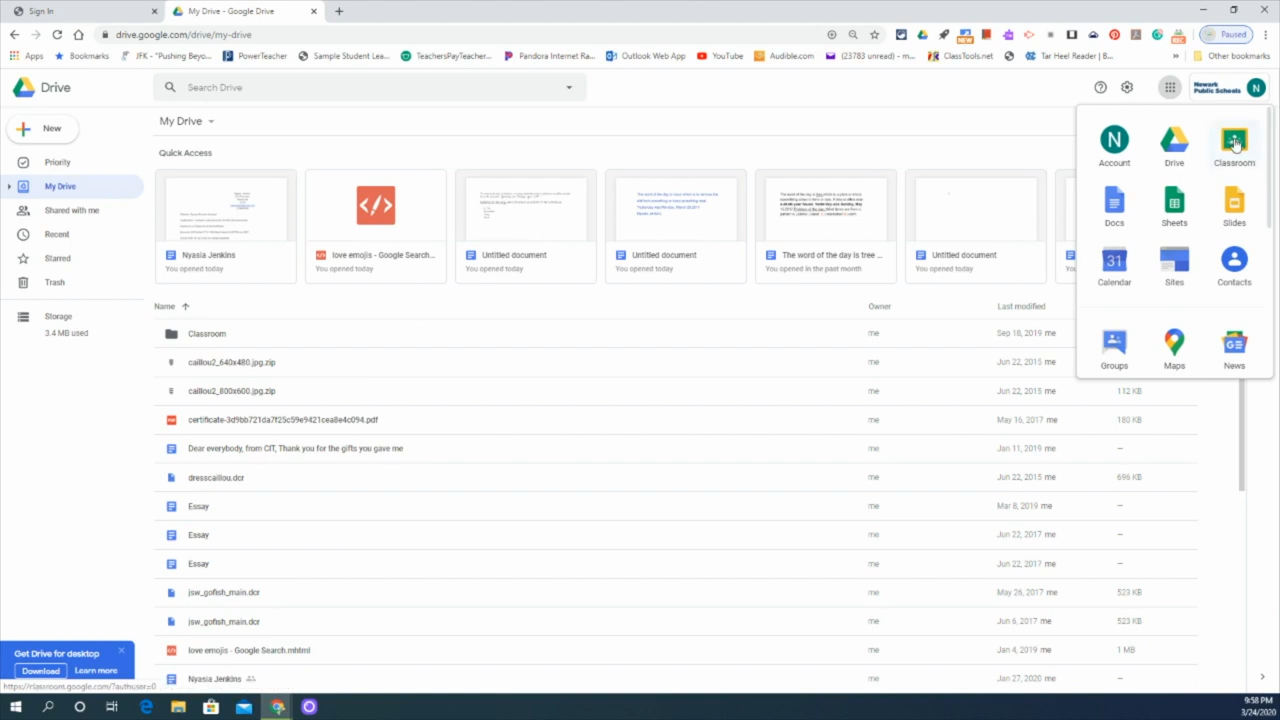 Sign In
My Drive - Google Drive
drive.google.com/drive/my-drive
Paused
Apps
Bookmarks
JFK - "Pushing Beyo...
PowerTeacher
Sample Student Lea...
TeachersPayTeacher...
Pandora Internet Ra...
Outlook Web App
YouTube
Audible.com
(23783 unread) - m...
ClassTools.net
Tar Heel Reader | B...
Other bookmarks
Drive
Search Drive
Newark
Public Schools
N
New
My Drive
Priority
My Drive
Shared with me
Recent
Starred
Trash
Storage
3.4 MB used
Quick Access
Nyasia Jenkins
You opened today
love emojis - Google Search...
You opened today
Untitled document
You opened today
Untitled document
You opened today
The word of the day is tree ...
You opened in the past month
Untitled document
You opened today
N
Account
Drive
Classroom
Docs
Sheets
Slides
31
Calendar
Sites
Contacts
Groups
Maps
News
Name
Owner
Last modified
Classroom me Sep 18, 2019 me
caillou2_640x480.jpg.zip me Jun 22, 2015 me
caillou2_800x600.jpg.zip me Jun 22, 2015 me 112 KB
certificate-3d9bb721da7f25c59e9421cea8e4c094.pdf me May 16, 2017 me 180 KB
Dear everybody, from CIT, Thank you for the gifts you gave me me Jan 11, 2019 me –
dresscaillou.dcr me Jun 22, 2015 me 696 KB
Essay me Mar 8, 2019 me –
Essay me Jun 22, 2017 me –
Essay me Jun 22, 2017 me –
jsw_gofish_main.dcr me May 26, 2017 me 523 KB
jsw_gofish_main.dcr me Jun 6, 2017 me 523 KB
love emojis - Google Search.mhtml me Jan 4, 2019 me 1 MB
Nyasia Jenkins me Jan 27, 2020 me –
Get Drive for desktop
Download
Learn more
https://classroom.google.com/?authuser=0
9:58 PM
3/24/2020